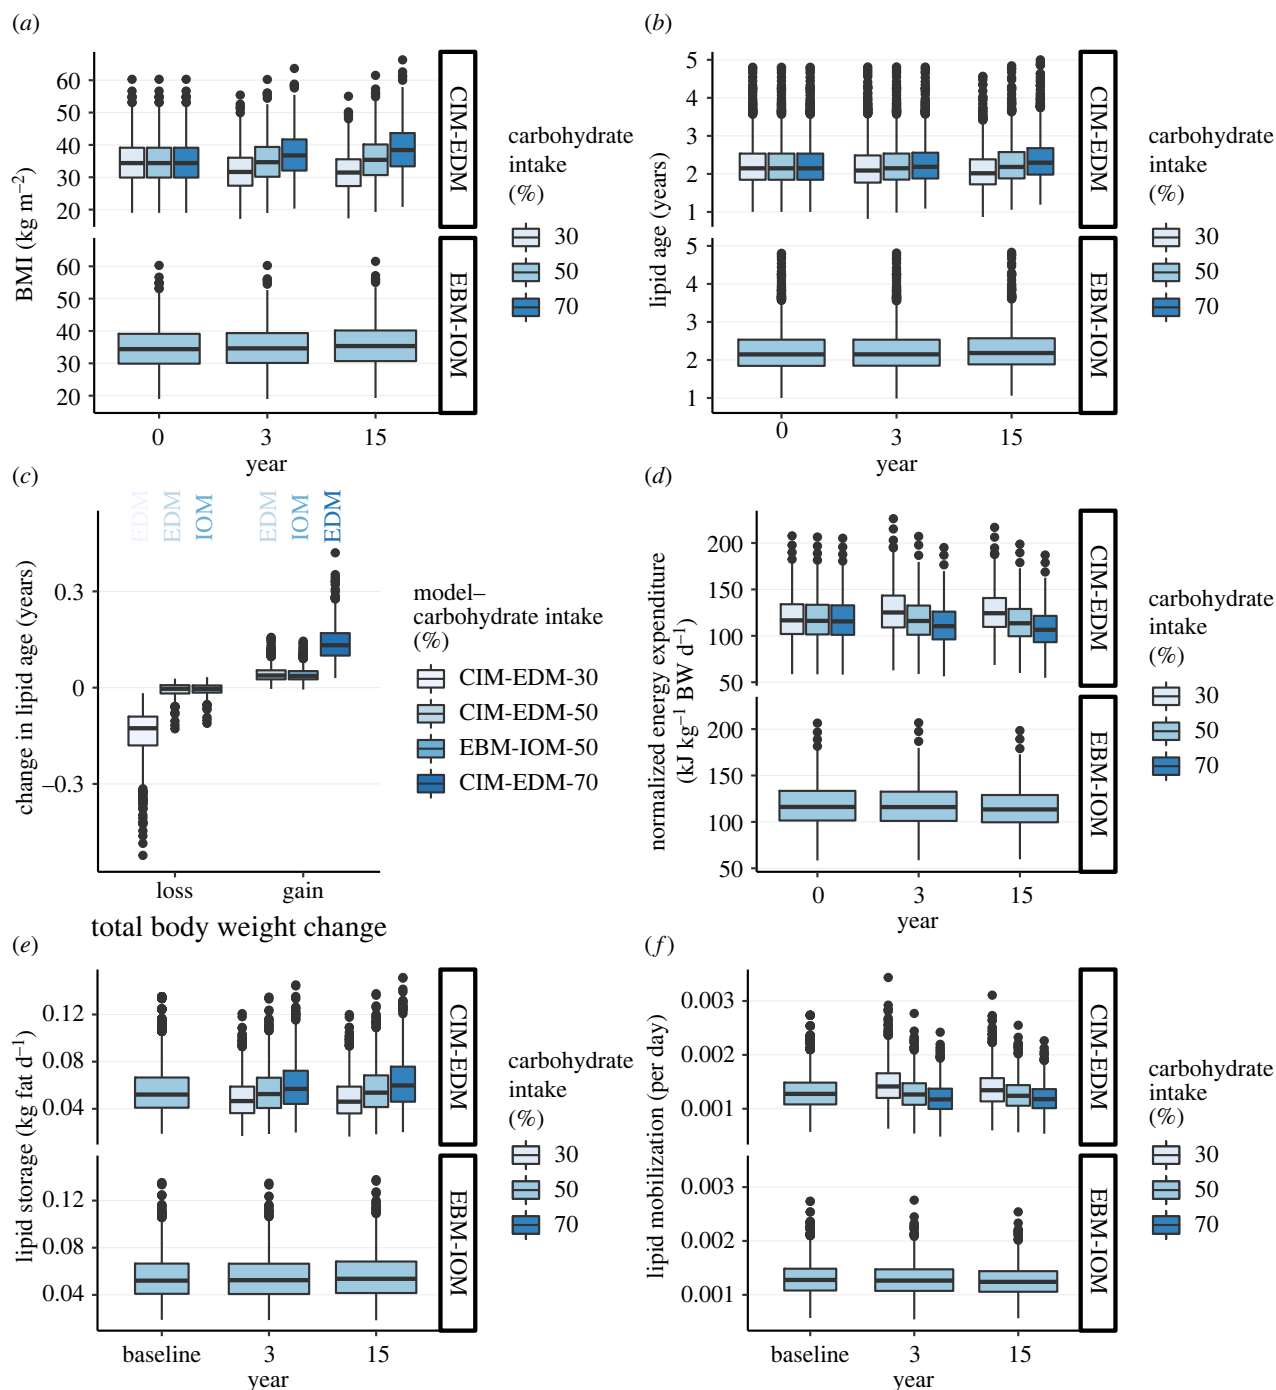 (a)
BMI (kg m−2)
60
50
40
30
20
CIM-EDM
60
50
40
30
20
EBM-IOM
0 3 15
year
carbohydrate
intake
(%)
30
50
70
(b)
lipid age (years)
5
4
3
2
1
CIM-EDM
5
4
3
2
1
EBM-IOM
0 3 15
year
carbohydrate
intake
(%)
30
50
70
(c)
EDM EDM IOM EDM IOM EDM
change in lipid age (years)
0.3
0
−0.3
loss gain
total body weight change
model–
carbohydrate intake
(%)
CIM-EDM-30
CIM-EDM-50
EBM-IOM-50
CIM-EDM-70
(d)
normalized energy expenditure
(kJ kg−1 BW d−1)
200
150
100
50
CIM-EDM
200
150
100
50
EBM-IOM
0 3 15
year
carbohydrate
intake
(%)
30
50
70
(e)
lipid storage (kg fat d−1)
0.12
0.08
0.04
CIM-EDM
0.12
0.08
0.04
EBM-IOM
baseline 3 15
year
carbohydrate
intake
(%)
30
50
70
(f)
lipid mobilization (per day)
0.003
0.002
0.001
CIM-EDM
0.003
0.002
0.001
EBM-IOM
baseline 3 15
year
carbohydrate
intake
(%)
30
50
70